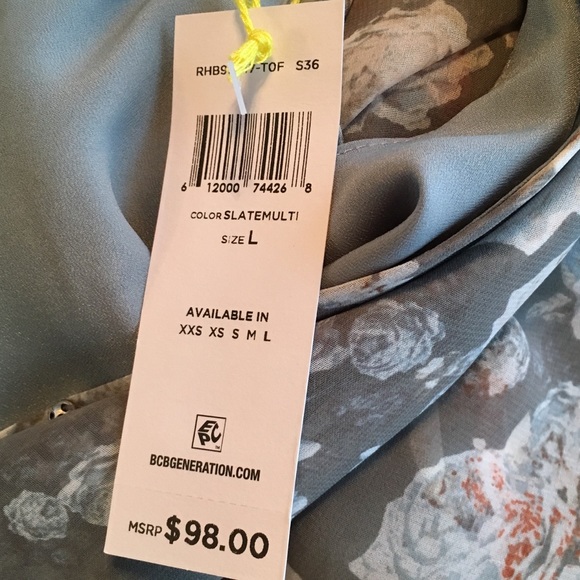 S36
6 12000 74426 8
COLOR SLATEMULTI
SIZE L
AVAILABLE IN
XXS XS S M L
BCBGENERATION.COM
MSRP $98.00